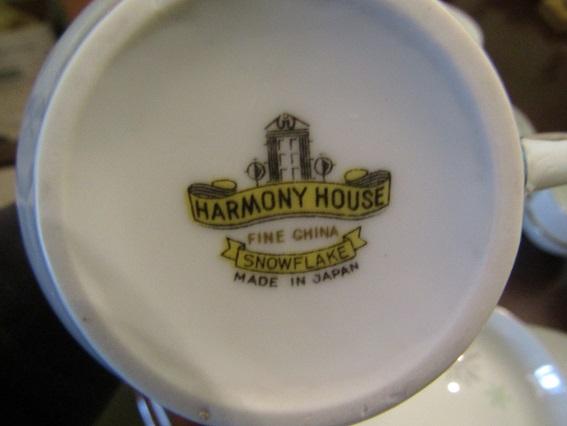 HARMONY HOUSE
FINE CHINA
SNOWFLAKE
MADE IN JAPAN